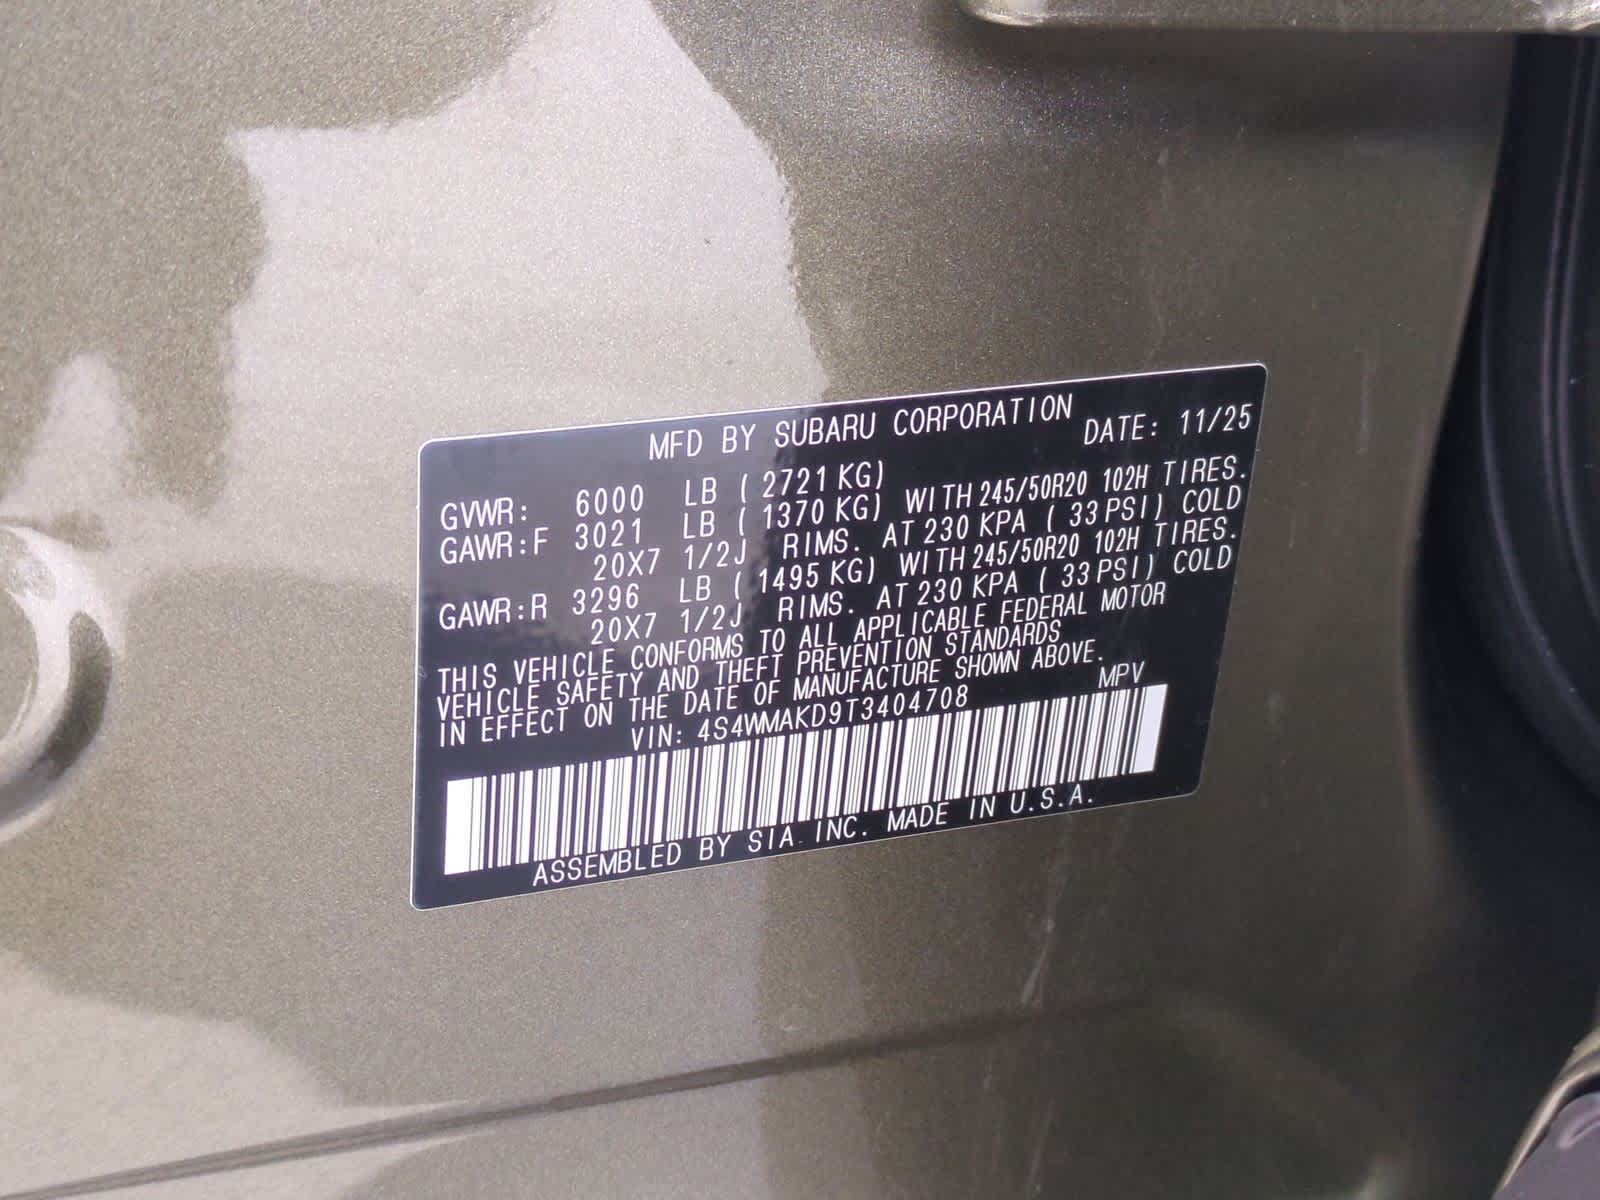 MFD BY SUBARU CORPORATION DATE: 11/25
GVWR: 6000 LB ( 2721 KG)
GAWR:F 3021 LB ( 1370 KG) WITH 245/50R20 102H TIRES.
20X7 1/2J RIMS. AT 230 KPA ( 33 PSI) COLD
GAWR:R 3296 LB ( 1495 KG) WITH 245/50R20 102H TIRES.
20X7 1/2J RIMS. AT 230 KPA ( 33 PSI) COLD
THIS VEHICLE CONFORMS TO ALL APPLICABLE FEDERAL MOTOR
VEHICLE SAFETY AND THEFT PREVENTION STANDARDS
IN EFFECT ON THE DATE OF MANUFACTURE SHOWN ABOVE.
VIN: 4S4WMAKD9T3404708 MPV
ASSEMBLED BY SIA. INC. MADE IN U.S.A.